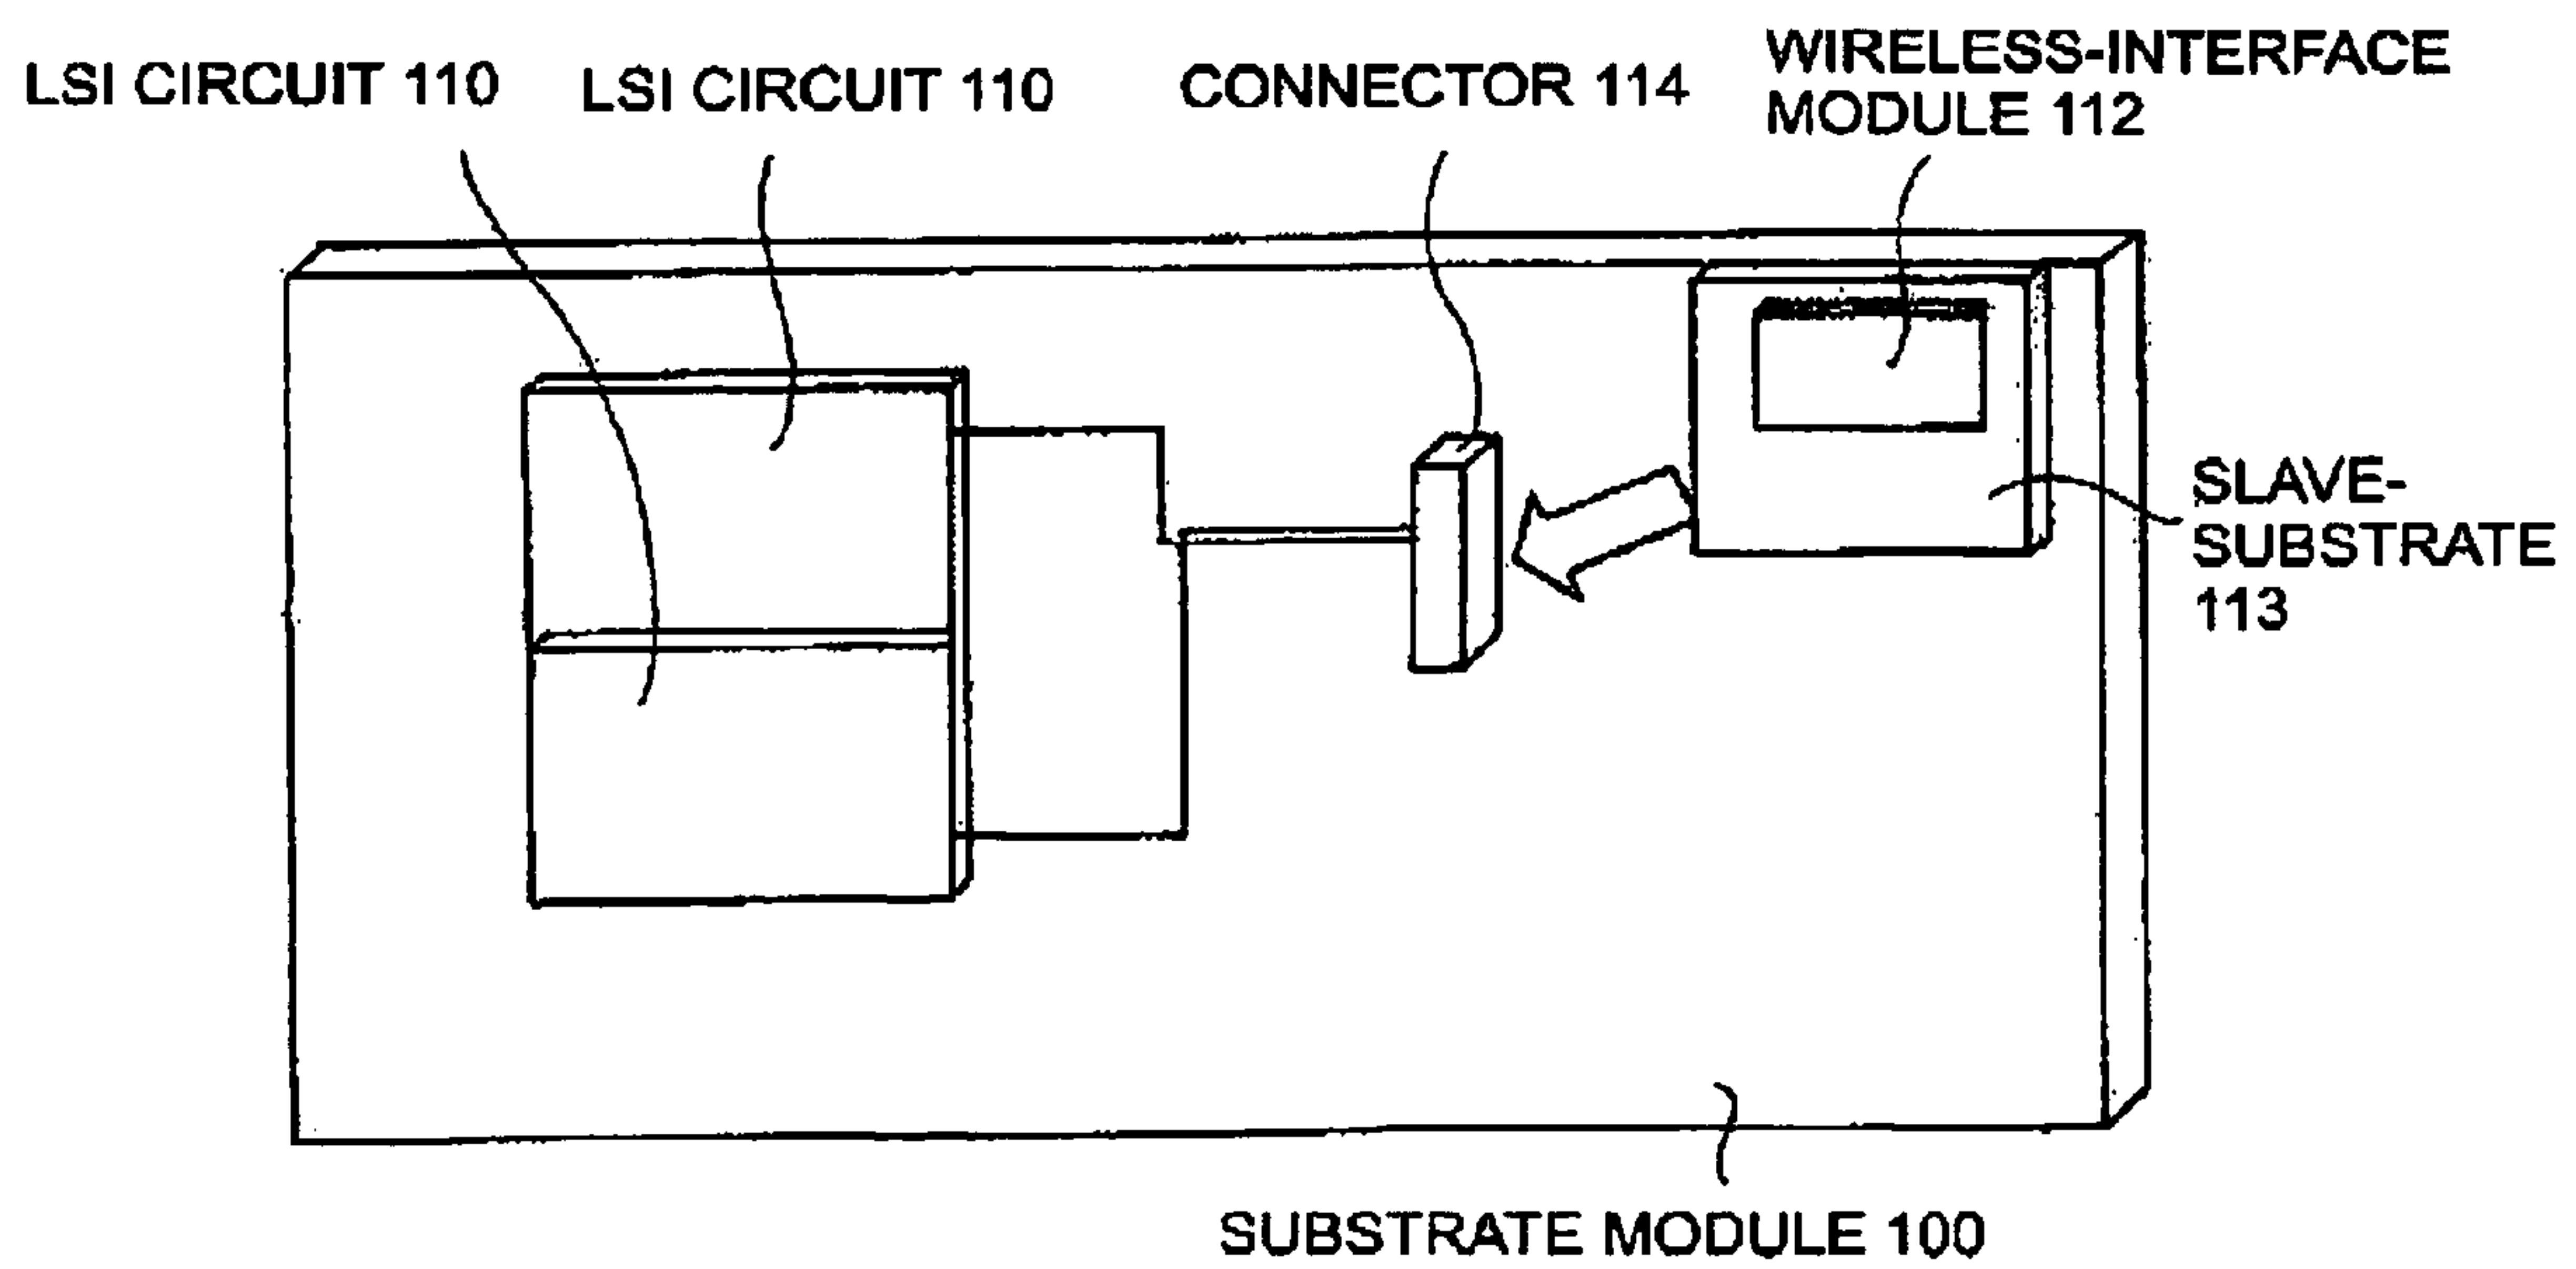 LSI CIRCUIT 110
LSI CIRCUIT 110
CONNECTOR 114
WIRELESS-INTERFACE
MODULE 112
SLAVE-
SUBSTRATE
113
SUBSTRATE MODULE 100